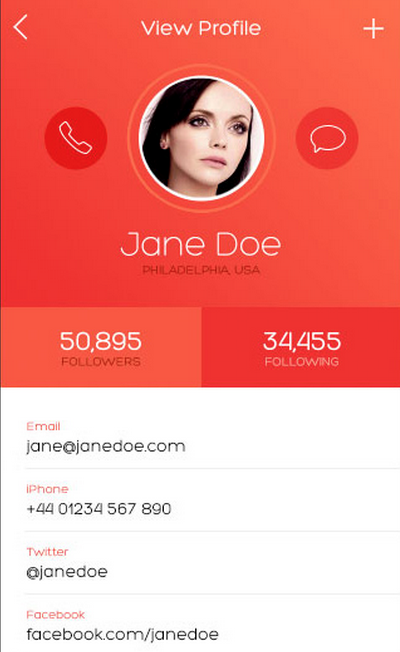 View Profile
Jane Doe
PHILADELPHIA, USA
50,895
FOLLOWERS
34,455
FOLLOWING
Email
jane@janedoe.com
iPhone
+44 01234 567 890
Twitter
@janedoe
Facebook
facebook.com/janedoe